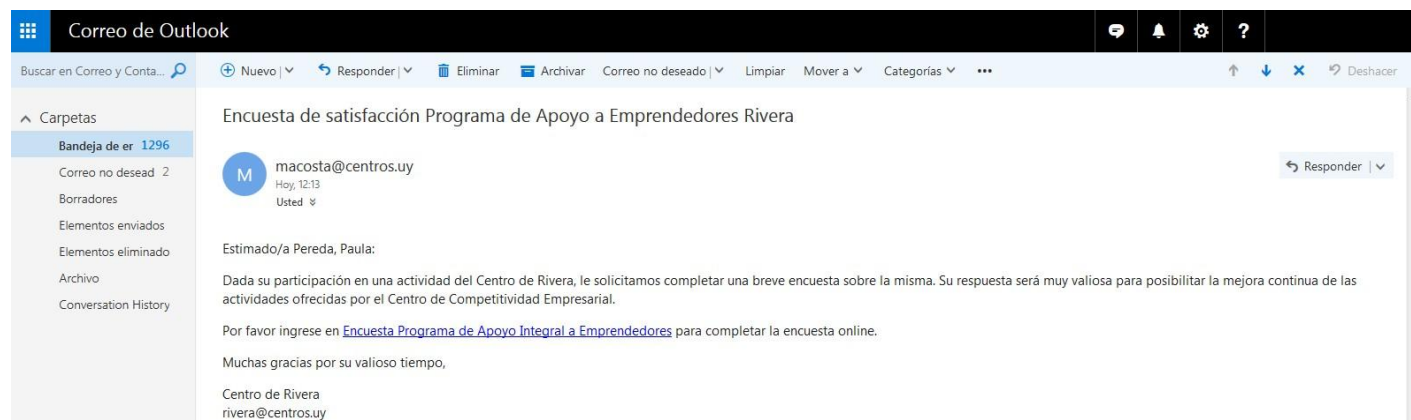 Correo de Outlook
?
Buscar en Correo y Conta...
Nuevo
Responder
Eliminar
Archivar
Correo no deseado
Limpiar
Mover a
Categorías
...
Deshacer
Carpetas
Bandeja de er 1296
Correo no desead 2
Borradores
Elementos enviados
Elementos eliminado
Archivo
Conversation History
Encuesta de satisfacción Programa de Apoyo a Emprendedores Rivera
M
macosta@centros.uy
Hoy, 12:13
Usted
Responder
Estimado/a Pereda, Paula:
Dada su participación en una actividad del Centro de Rivera, le solicitamos completar una breve encuesta sobre la misma. Su respuesta será muy valiosa para posibilitar la mejora continua de las
actividades ofrecidas por el Centro de Competitividad Empresarial.
Por favor ingrese en Encuesta Programa de Apoyo Integral a Emprendedores para completar la encuesta online.
Muchas gracias por su valioso tiempo,
Centro de Rivera
rivera@centros.uy